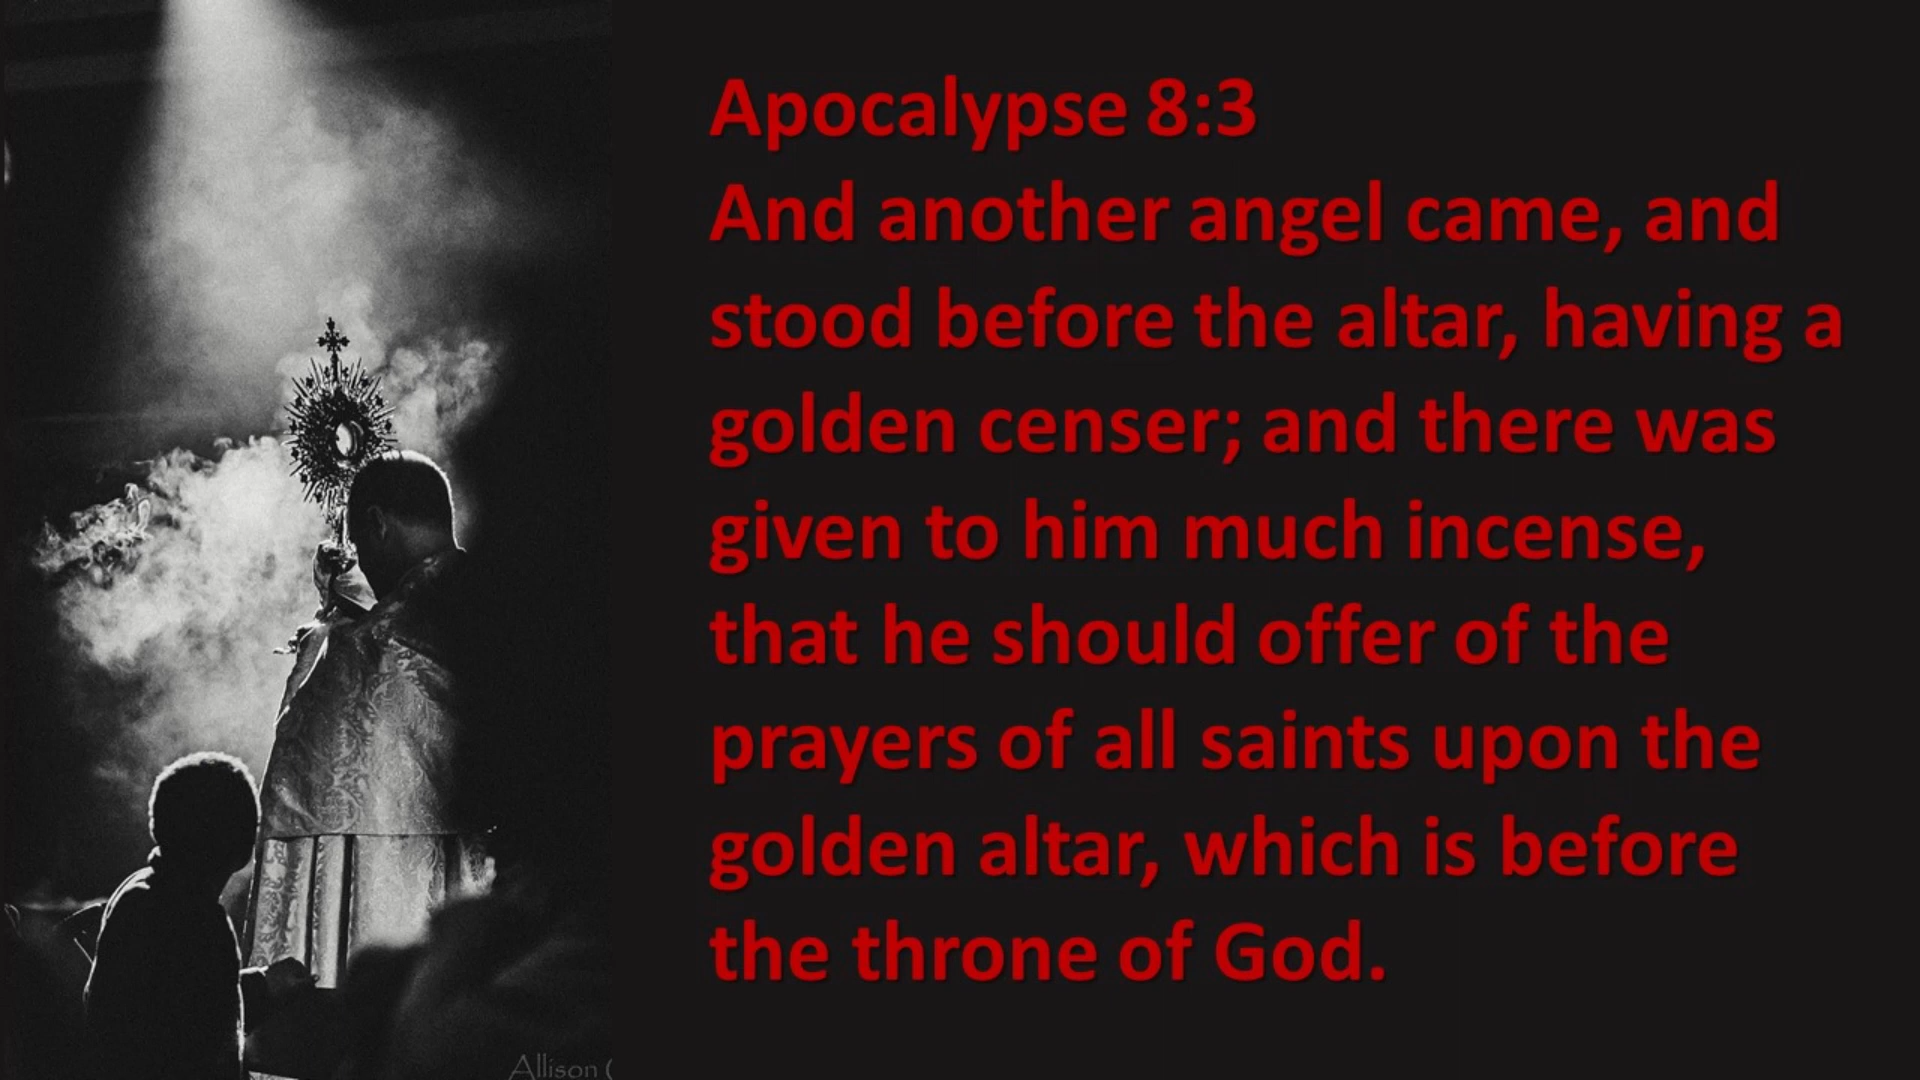 Apocalypse 8:3
And another angel came, and
stood before the altar, having a
golden censer; and there was
given to him much incense,
that he should offer of the
prayers of all saints upon the
golden altar, which is before
the throne of God.
Allison (